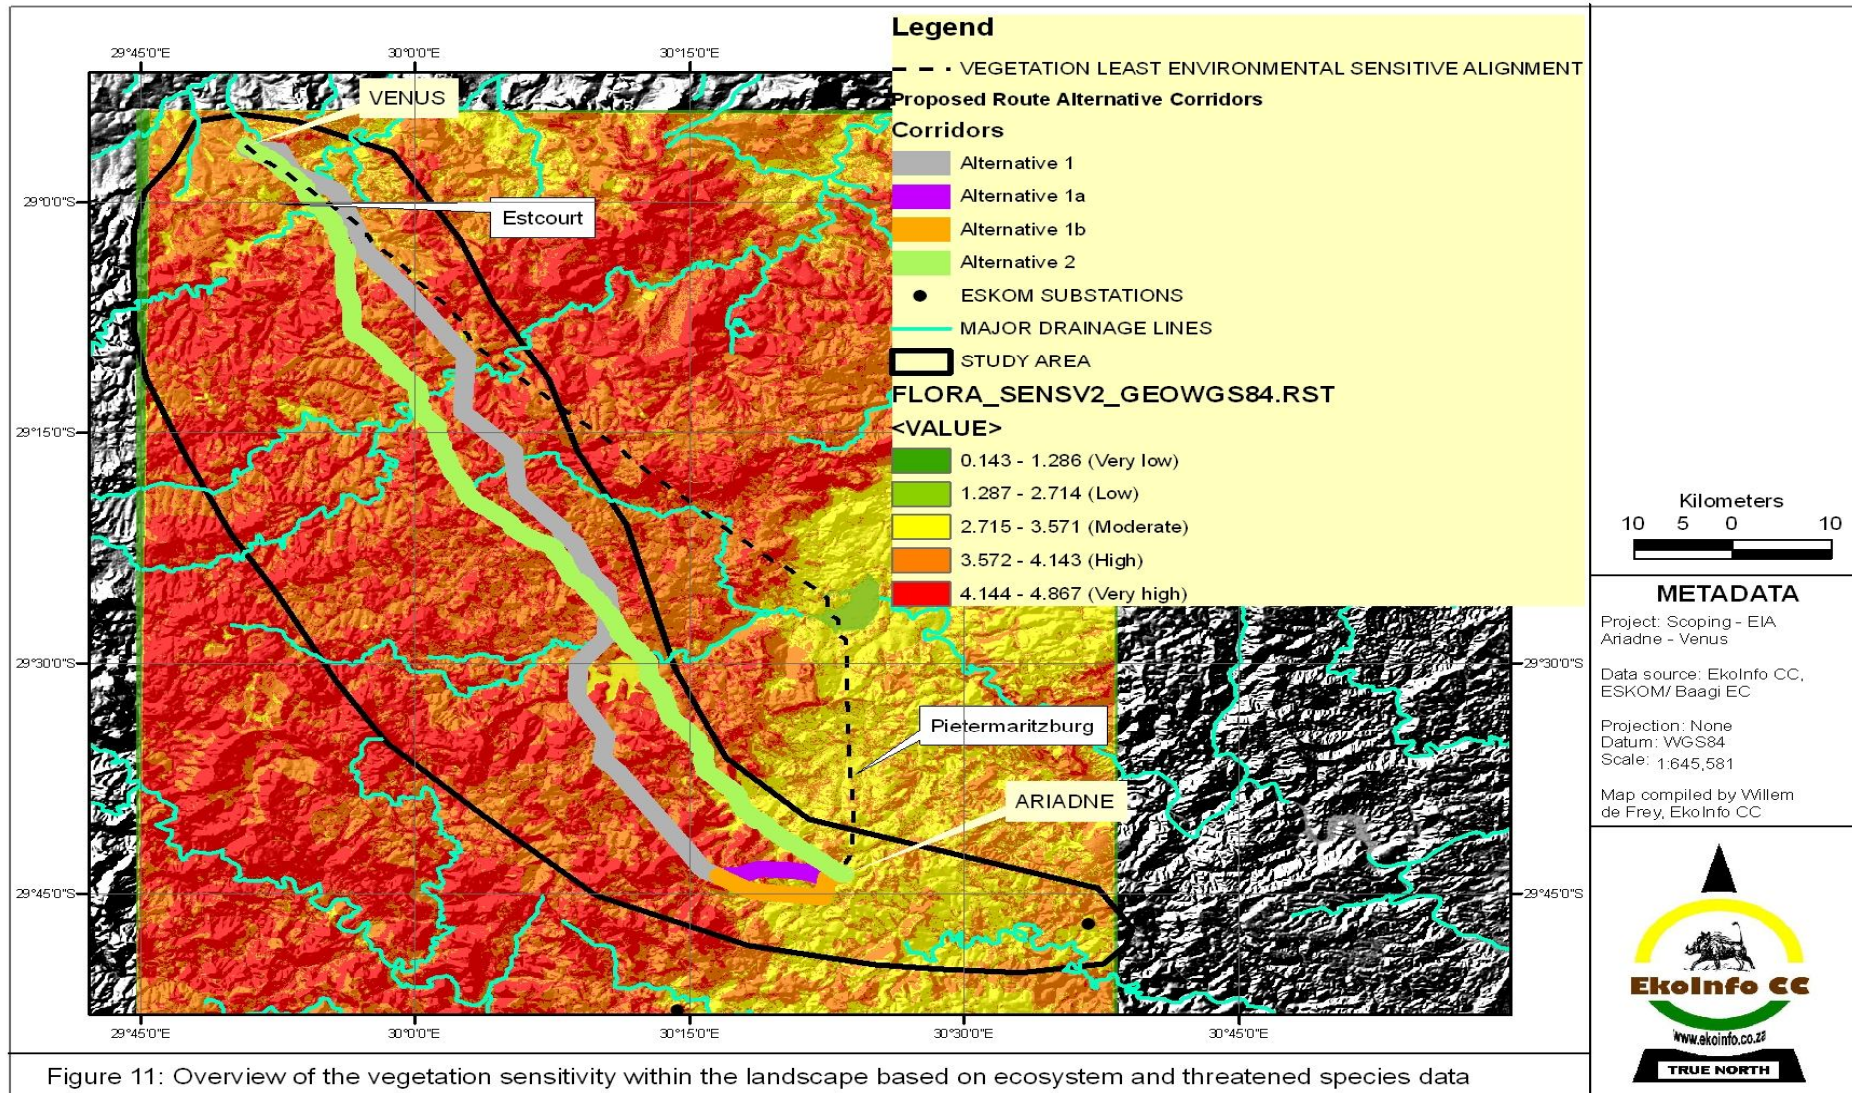 Legend
VEGETATION LEAST ENVIRONMENTAL SENSITIVE ALIGNMENT
Proposed Route Alternative Corridors
Corridors
Alternative 1
Alternative 1a
Alternative 1b
Alternative 2
ESKOM SUBSTATIONS
MAJOR DRAINAGE LINES
STUDY AREA
FLORA_SENSV2_GEOWGS84.RST
<VALUE>
0.143 - 1.286 (Very low)
1.287 - 2.714 (Low)
2.715 - 3.571 (Moderate)
3.572 - 4.143 (High)
4.144 - 4.867 (Very high)
29°45'0"E 30°0'0"E 30°15'0"E
VENUS
29°0'0"S
Estcourt
29°15'0"S
29°30'0"S 29°30'0"S
Pietermaritzburg
ARIADNE
29°45'0"S 29°45'0"S
29°45'0"E 30°0'0"E 30°15'0"E 30°30'0"E 30°45'0"E
Kilometers
10 5 0 10
METADATA
Project: Scoping - EIA
Ariadne - Venus
Data source: EkoInfo CC,
ESKOM/ Baagi EC
Projection: None
Datum: WGS84
Scale: 1:645,581
Map compiled by Willem
de Frey, EkoInfo CC
EkoInfo CC
www.ekoinfo.co.za
TRUE NORTH
Figure 11: Overview of the vegetation sensitivity within the landscape based on ecosystem and threatened species data